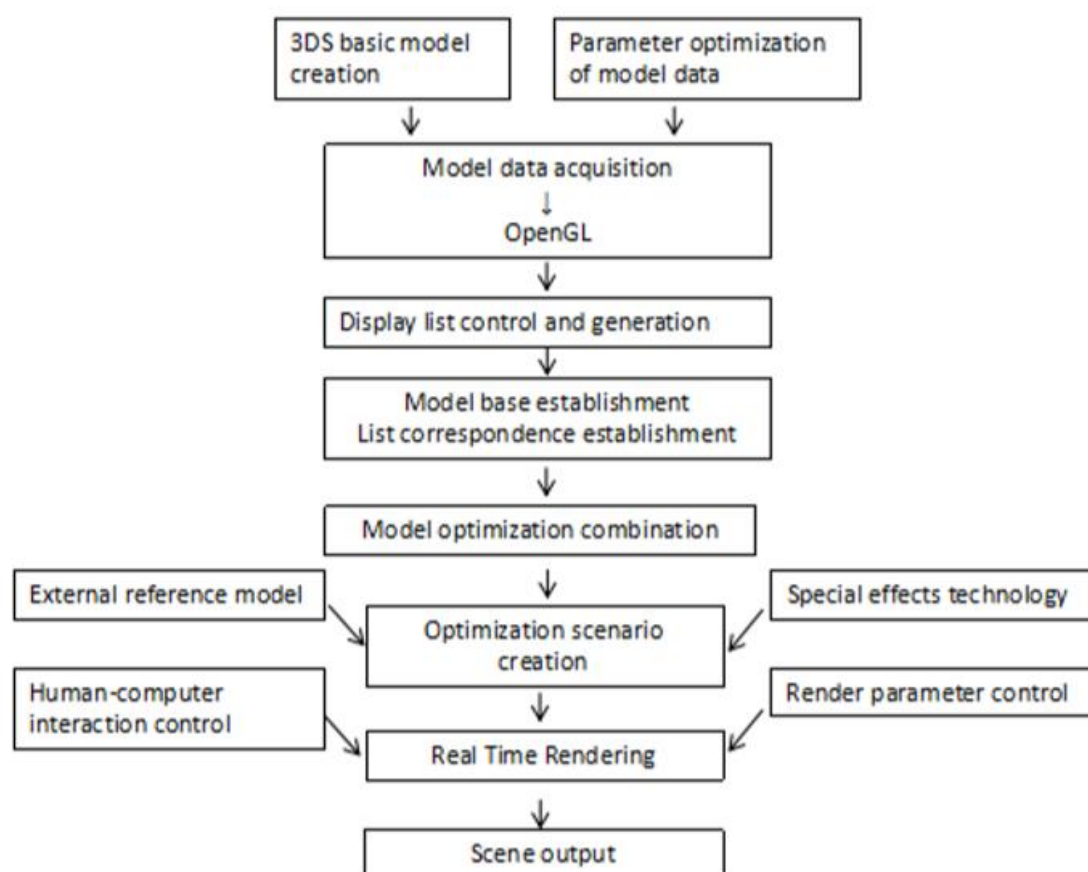 3DS basic model
creation
Parameter optimization
of model data
Model data acquisition
↓
OpenGL
Display list control and generation
Model base establishment
List correspondence establishment
Model optimization combination
External reference model
Special effects technology
Optimization scenario
creation
Human-computer
interaction control
Render parameter control
Real Time Rendering
Scene output